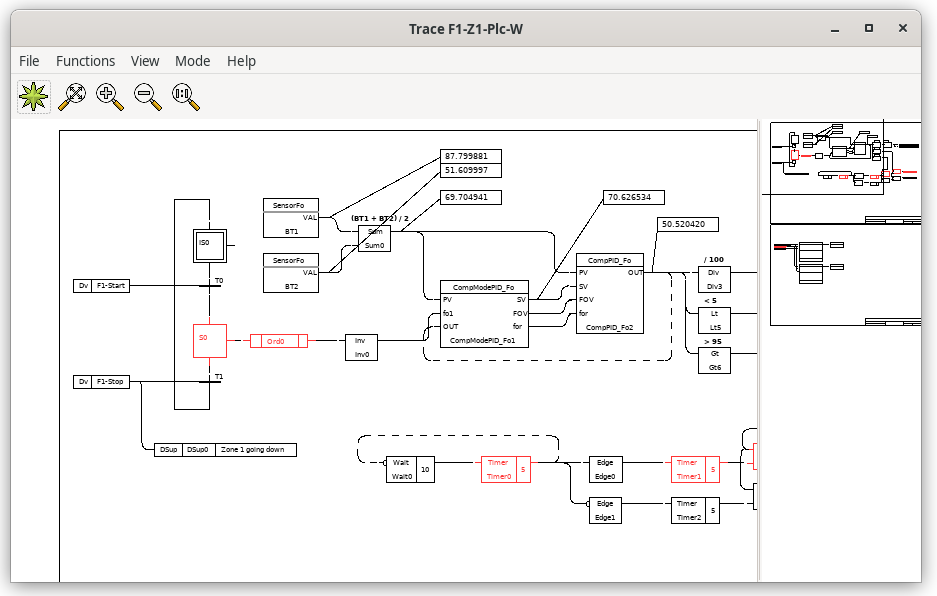 Trace F1-Z1-Plc-W
File Functions View Mode Help
87.799881
51.609997
69.704941
70.626534
50.520420
SensorFo
VAL
BT1
(BT1 + BT2) / 2
Sum
Sum0
IS0
SensorFo
VAL
BT2
CompPID_Fo
PV OUT
SV
FOV
for
CompPID_Fo2
/ 100
Div
Div3
< 5
Lt
Lt5
> 95
Gt
Gt6
Dv F1-Start
T0
CompModePID_Fo
PV SV
fo1 FOV
OUT for
CompModePID_Fo1
S0
Ord0
Inv
Inv0
Dv F1-Stop
T1
DSup DSup0 Zone 1 going down
Wait 10
Wait0
Timer 5
Timer0
Edge
Edge0
Timer 5
Timer1
Edge
Edge1
Timer 5
Timer2